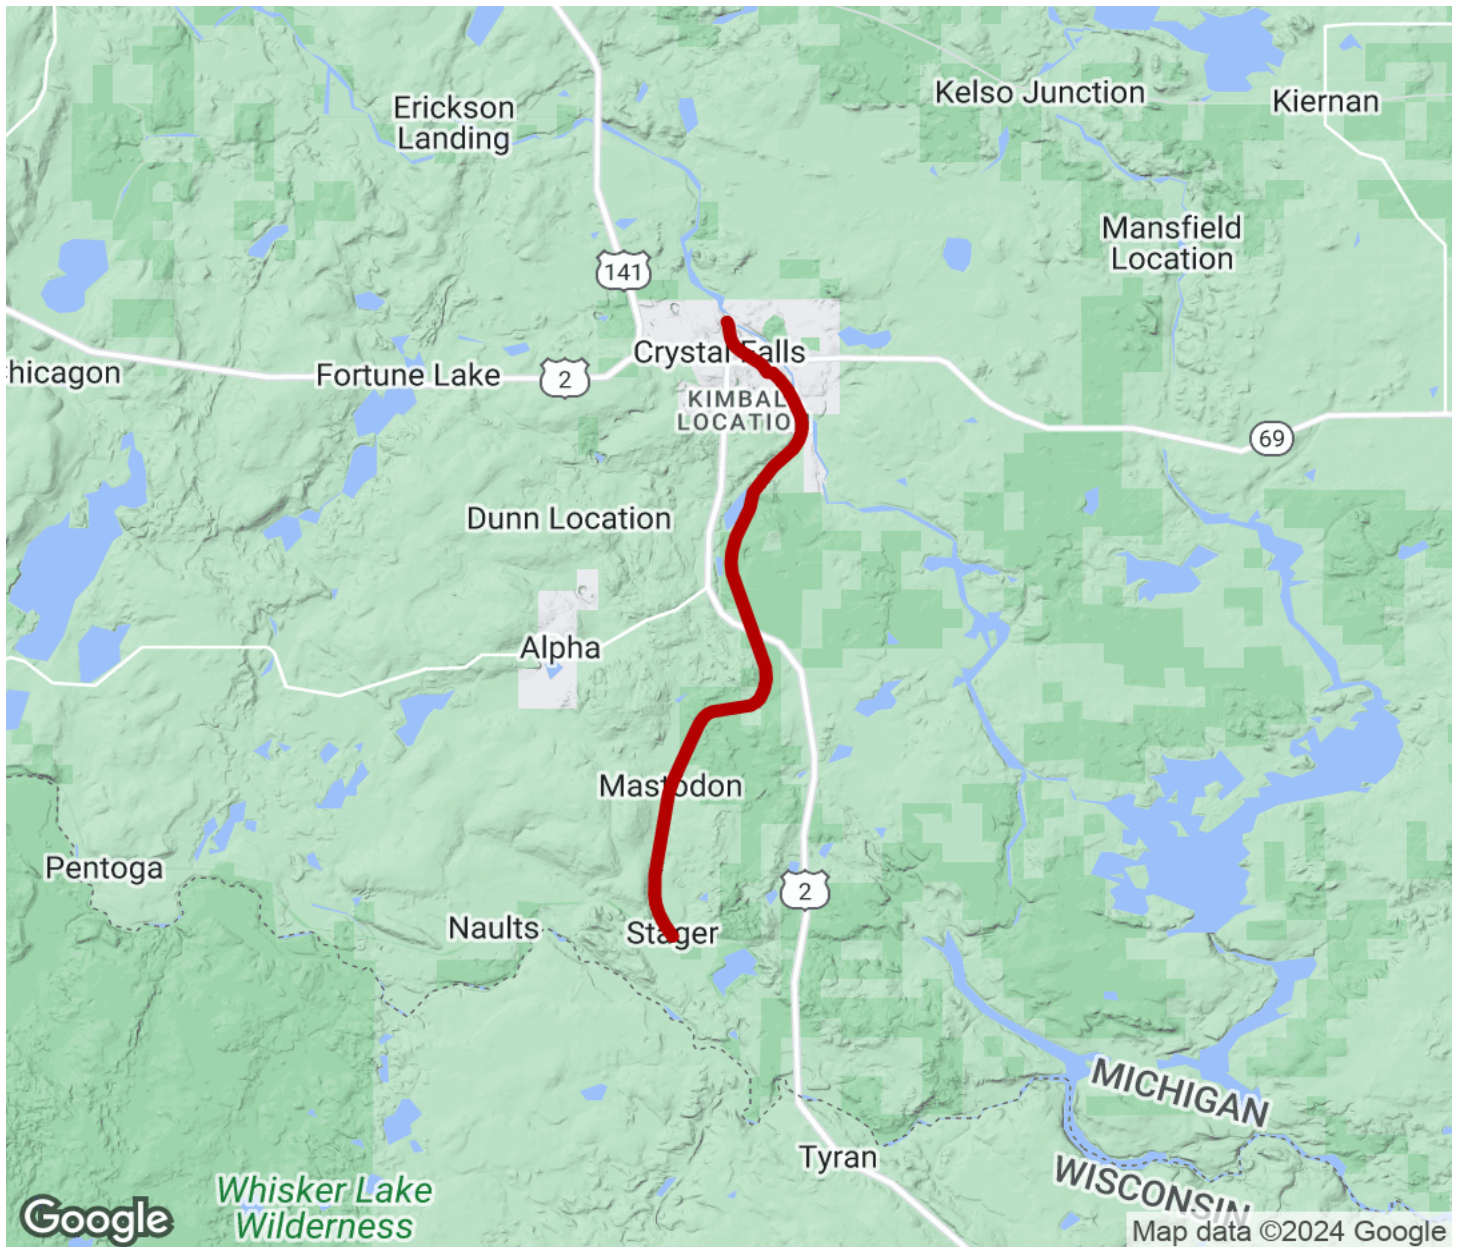 Erickson
Landing
Kelso Junction
Kiernan
Mansfield
Location
141
Crystal Falls
hicagon
Fortune Lake
2
KIMBAL
LOCATIO
69
Dunn Location
Alpha
Mastodon
Pentoga
2
Naults
Stager
MICHIGAN
Tyran
WISCONSIN
Whisker Lake
Wilderness
Google
Map data ©2024 Google